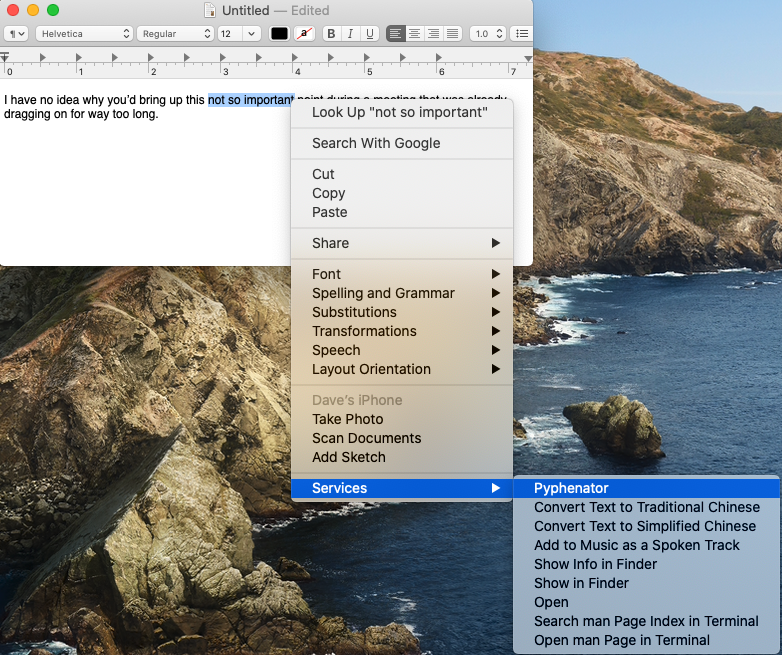 Untitled — Edited
¶ Helvetica Regular 12 a B I U 1.0
0 1 2 3 4 5 6 7
I have no idea why you'd bring up this not so important point during a meeting that was already
dragging on for way too long.
Look Up "not so important"
Search With Google
Cut
Copy
Paste
Share
Font
Spelling and Grammar
Substitutions
Transformations
Speech
Layout Orientation
Dave's iPhone
Take Photo
Scan Documents
Add Sketch
Services
Pyphenator
Convert Text to Traditional Chinese
Convert Text to Simplified Chinese
Add to Music as a Spoken Track
Show Info in Finder
Show in Finder
Open
Search man Page Index in Terminal
Open man Page in Terminal